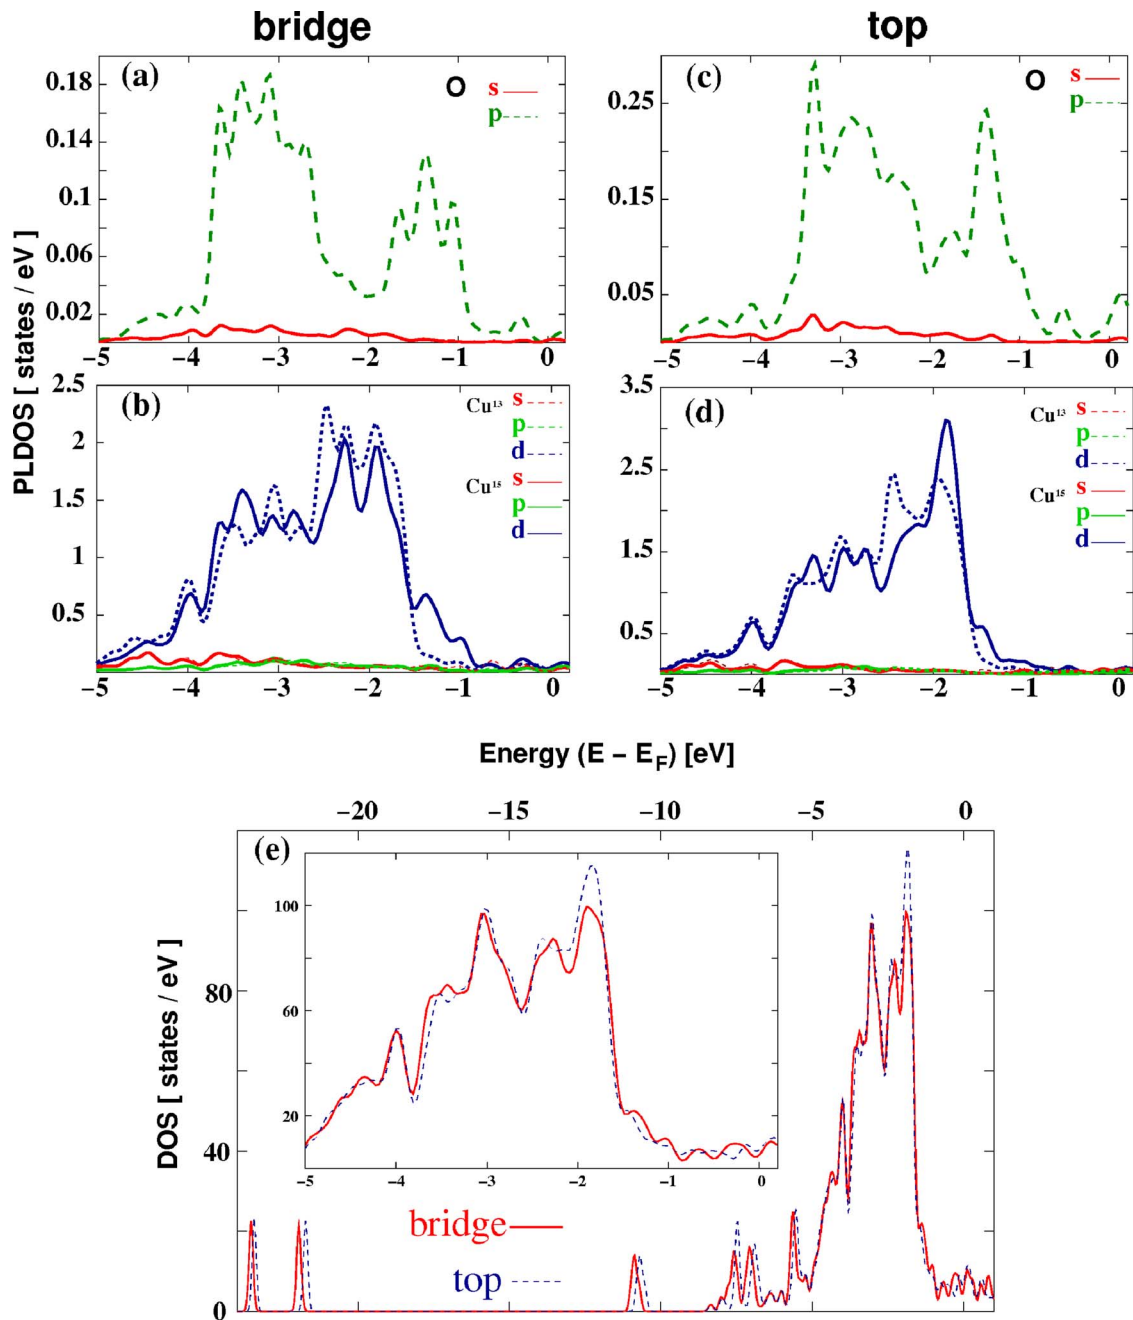 bridge
top
(a)
O
s
p
0.18
0.14
0.1
0.06
0.02
−5 −4 −3 −2 −1 0
(c)
O
s
p
0.25
0.15
0.05
−5 −4 −3 −2 −1 0
PLDOS [ states / eV ]
(b)
Cu¹³ s
p
d
Cu¹⁵ s
p
d
2.5
2
1.5
1
0.5
−5 −4 −3 −2 −1 0
(d)
Cu¹³ s
p
d
Cu¹⁵ s
p
d
3.5
2.5
1.5
0.5
−5 −4 −3 −2 −1 0
Energy (E − E_F) [eV]
−20 −15 −10 −5 0
(e)
100
60
20
−5 −4 −3 −2 −1 0
DOS [ states / eV ]
80
40
0
bridge
top